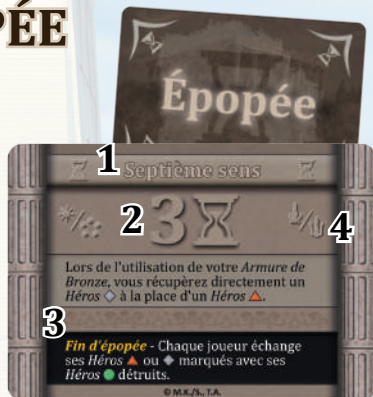 PÉE
Épopée
1 Septième sens
2 3 4
Lors de l'utilisation de votre Armure de
Bronze, vous récupèrez directement un
Héros à la place d'un Héros .
3
Fin d'épopée - Chaque joueur échange
ses Héros ou marqués avec ses
Héros détruits.
© M.K./S., T.A.